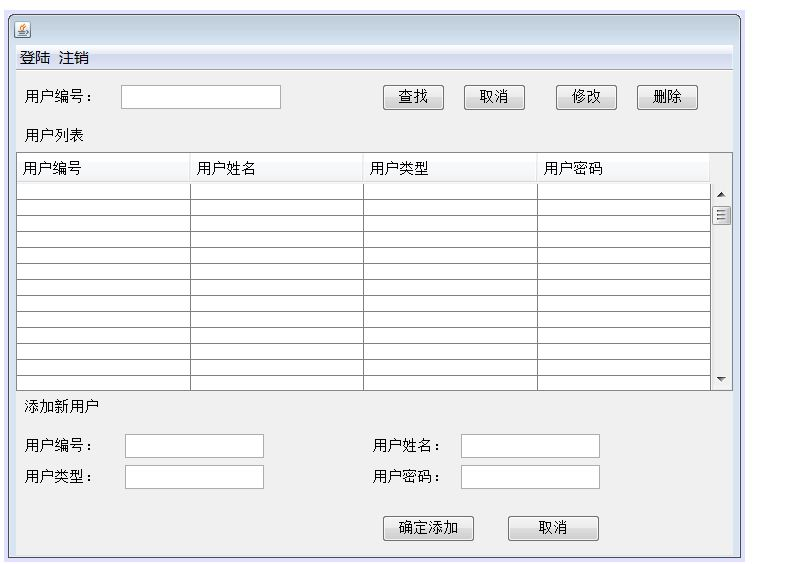 登陆 注销
用户编号： 查找 取消 修改 删除
用户列表
用户编号 用户姓名 用户类型 用户密码
添加新用户
用户编号： 用户姓名：
用户类型： 用户密码：
确定添加 取消